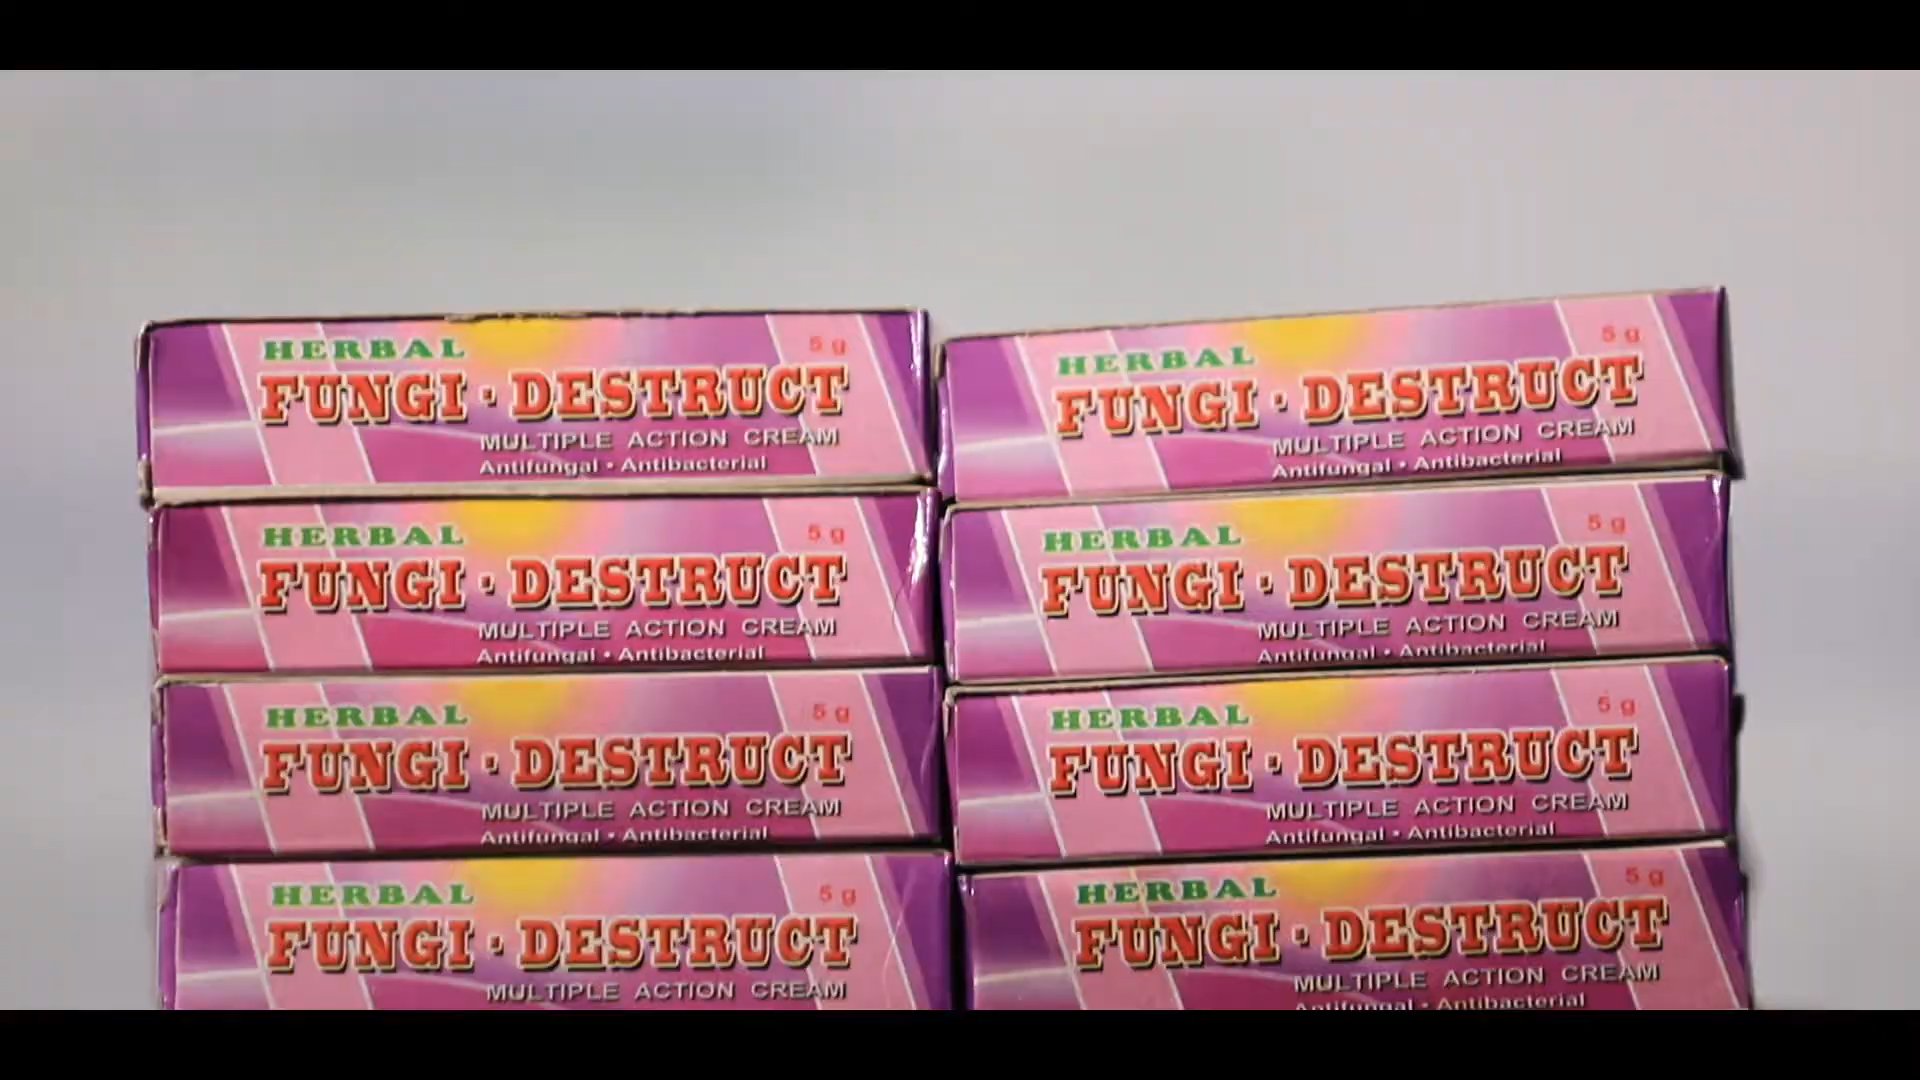 HERBAL
5 g
FUNGI · DESTRUCT
MULTIPLE ACTION CREAM
Antifungal • Antibacterial
HERBAL
5 g
FUNGI · DESTRUCT
MULTIPLE ACTION CREAM
Antifungal • Antibacterial
HERBAL
5 g
FUNGI · DESTRUCT
MULTIPLE ACTION CREAM
Antifungal • Antibacterial
HERBAL
5 g
FUNGI · DESTRUCT
MULTIPLE ACTION CREAM
Antifungal • Antibacterial
HERBAL
5 g
FUNGI · DESTRUCT
MULTIPLE ACTION CREAM
Antifungal • Antibacterial
HERBAL
5 g
FUNGI · DESTRUCT
MULTIPLE ACTION CREAM
Antifungal • Antibacterial
HERBAL
5 g
FUNGI · DESTRUCT
MULTIPLE ACTION CREAM
HERBAL
5 g
FUNGI · DESTRUCT
MULTIPLE ACTION CREAM
Antifungal • Antibacterial